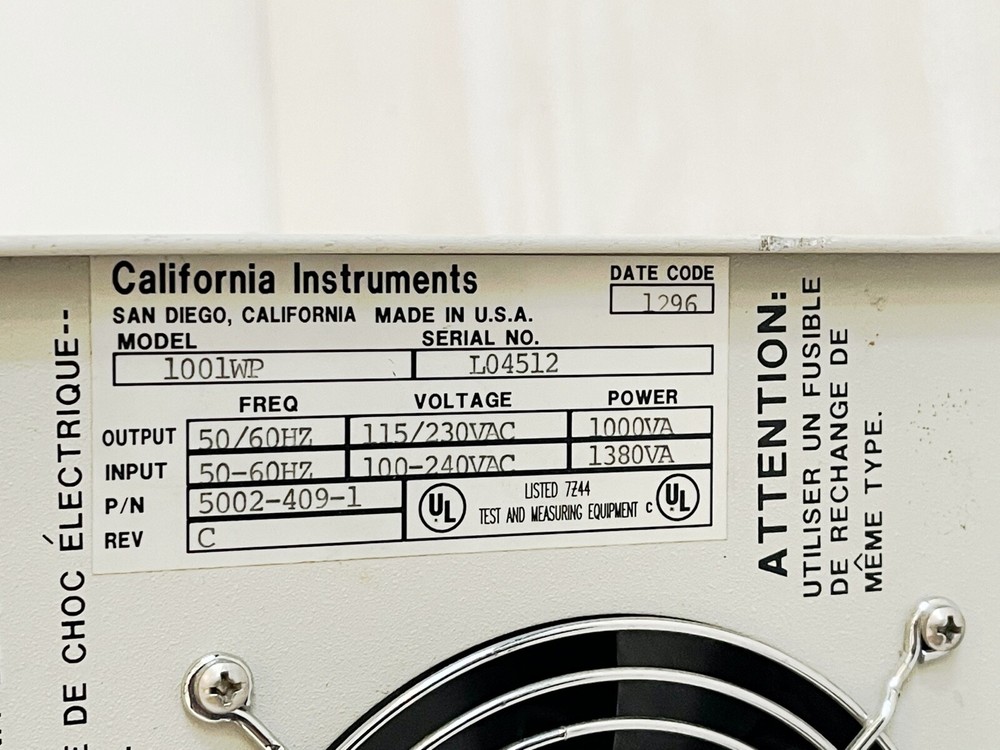 California Instruments
DATE CODE
1296
SAN DIEGO, CALIFORNIA MADE IN U.S.A.
MODEL SERIAL NO.
1001WP L04512
FREQ VOLTAGE POWER
OUTPUT 50/60HZ 115/230VAC 1000VA
INPUT 50-60HZ 100-240VAC 1380VA
P/N 5002-409-1
REV C
UL LISTED 7Z44 UL
TEST AND MEASURING EQUIPMENT c
DE CHOC ÉLECTRIQUE--
ATTENTION:
UTILISER UN FUSIBLE
DE RECHANGE DE
MÊME TYPE.